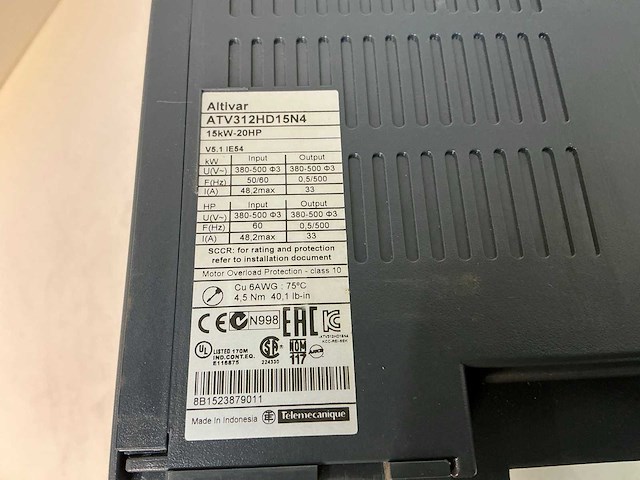 Altivar
ATV312HD15N4
15kW-20HP
V5.1 IE54
kW Input Output
U(V~) 380-500 Φ3 380-500 Φ3
F(Hz) 50/60 0,5/500
I(A) 48,2max 33
HP Input Output
U(V~) 380-500 Φ3 380-500 Φ3
F(Hz) 60 0,5/500
I(A) 48,2max 33
SCCR: for rating and protection
refer to installation document
Motor Overload Protection - class 10
Cu 6AWG : 75°C
4,5 Nm 40,1 lb-in
CE N998 EAC
UL LISTED 170M
IND.CONT.EQ.
E116875
224330
NOM
117
8B1523879011
Made In Indonesia Telemecanique